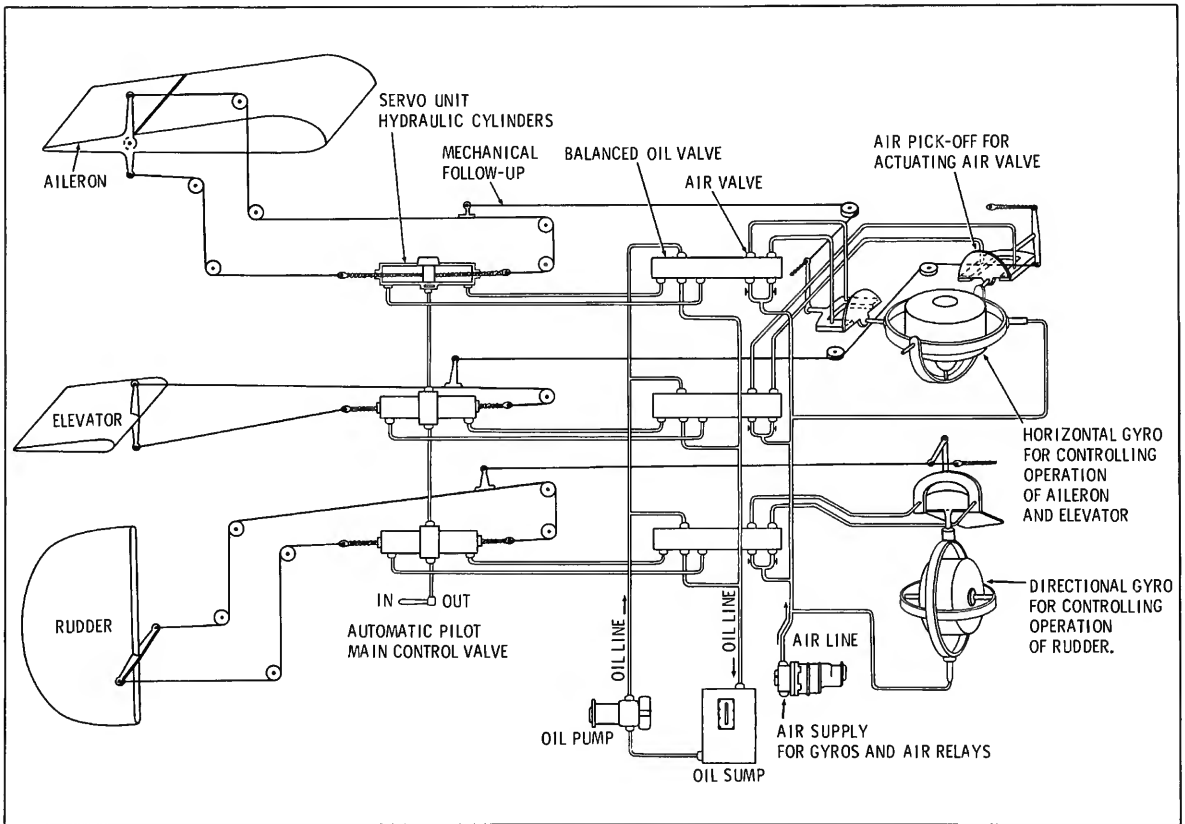 AILERON
SERVO UNIT
HYDRAULIC CYLINDERS
MECHANICAL
FOLLOW-UP
BALANCED OIL VALVE
AIR VALVE
AIR PICK-OFF FOR
ACTUATING AIR VALVE
ELEVATOR
HORIZONTAL GYRO
FOR CONTROLLING
OPERATION
OF AILERON
AND ELEVATOR
RUDDER
IN
OUT
AUTOMATIC PILOT
MAIN CONTROL VALVE
OIL LINE
OIL LINE
AIR LINE
DIRECTIONAL GYRO
FOR CONTROLLING
OPERATION
OF RUDDER.
OIL PUMP
OIL SUMP
AIR SUPPLY
FOR GYROS AND AIR RELAYS